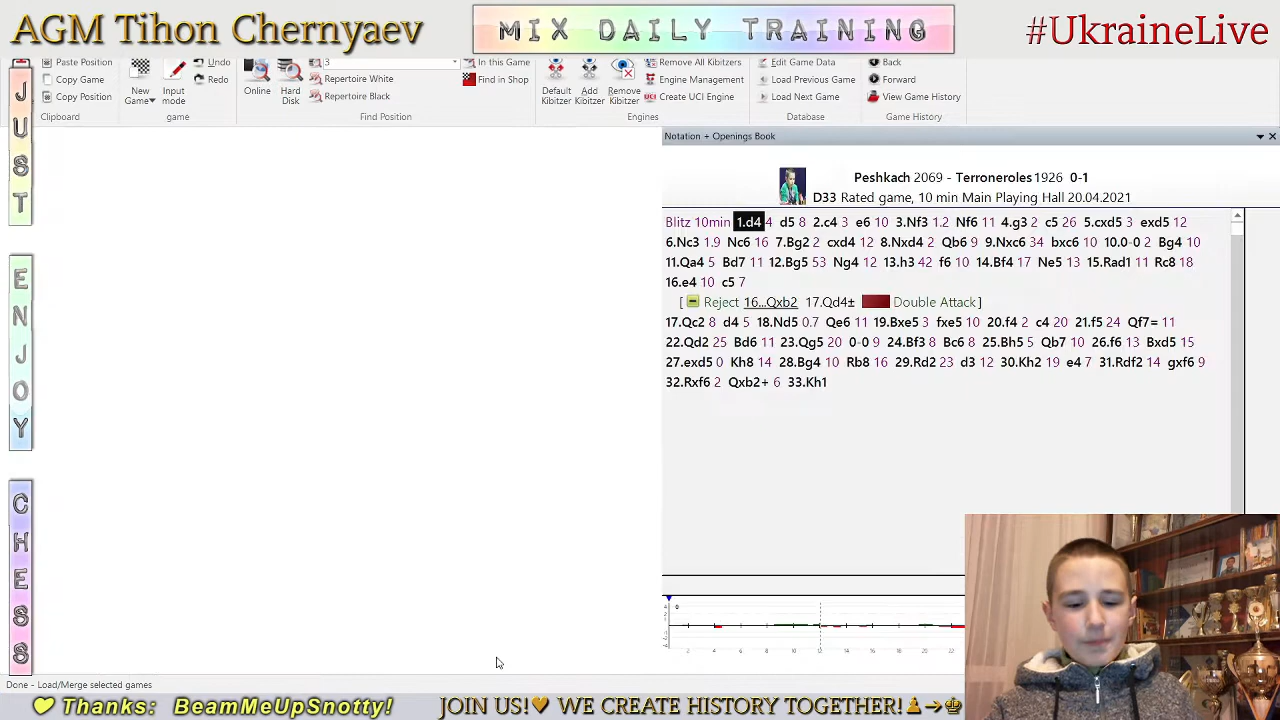 AGM Tihon Chernyaev
MIX DAILY TRAINING
#UkraineLive
JUST
ENJOY
CHESS
Paste Position
Copy Game
Copy Position
Clipboard
New Game
Input mode
Undo
Redo
game
Online
Hard Disk
3
Repertoire White
Repertoire Black
In this Game
Find in Shop
Find Position
Default Kibitzer
Add Kibitzer
Remove Kibitzer
Remove All Kibitzers
Engine Management
UCI Create UCI Engine
Engines
Edit Game Data
Load Previous Game
Load Next Game
Database
Back
Forward
View Game History
Game History
Notation + Openings Book
Peshkach 2069 - Terroneroles 1926 0-1
D33 Rated game, 10 min Main Playing Hall 20.04.2021
Blitz 10min 1.d4 4 d5 8 2.c4 3 e6 10 3.Nf3 1.2 Nf6 11 4.g3 2 c5 26 5.cxd5 3 exd5 12
6.Nc3 1.9 Nc6 16 7.Bg2 2 cxd4 12 8.Nxd4 2 Qb6 9 9.Nxc6 34 bxc6 10 10.0-0 2 Bg4 10
11.Qa4 5 Bd7 11 12.Bg5 53 Ng4 12 13.h3 42 f6 10 14.Bf4 17 Ne5 13 15.Rad1 11 Rc8 18
16.e4 10 c5 7
[ Reject 16...Qxb2 17.Qd4± Double Attack ]
17.Qc2 8 d4 5 18.Nd5 0.7 Qe6 11 19.Bxe5 3 fxe5 10 20.f4 2 c4 20 21.f5 24 Qf7= 11
22.Qd2 25 Bd6 11 23.Qg5 20 0-0 9 24.Bf3 8 Bc6 8 25.Bh5 5 Qb7 10 26.f6 13 Bxd5 15
27.exd5 0 Kh8 14 28.Bg4 10 Rb8 16 29.Rd2 23 d3 12 30.Kh2 19 e4 7 31.Rdf2 14 gxf6 9
32.Rxf6 2 Qxb2+ 6 33.Kh1
0
2 4 6 8 10 12 14 16 18 20 22
Done - Load/Merge selected games
Thanks: BeamMeUpSnotty!
JOIN US! WE CREATE HISTORY TOGETHER!